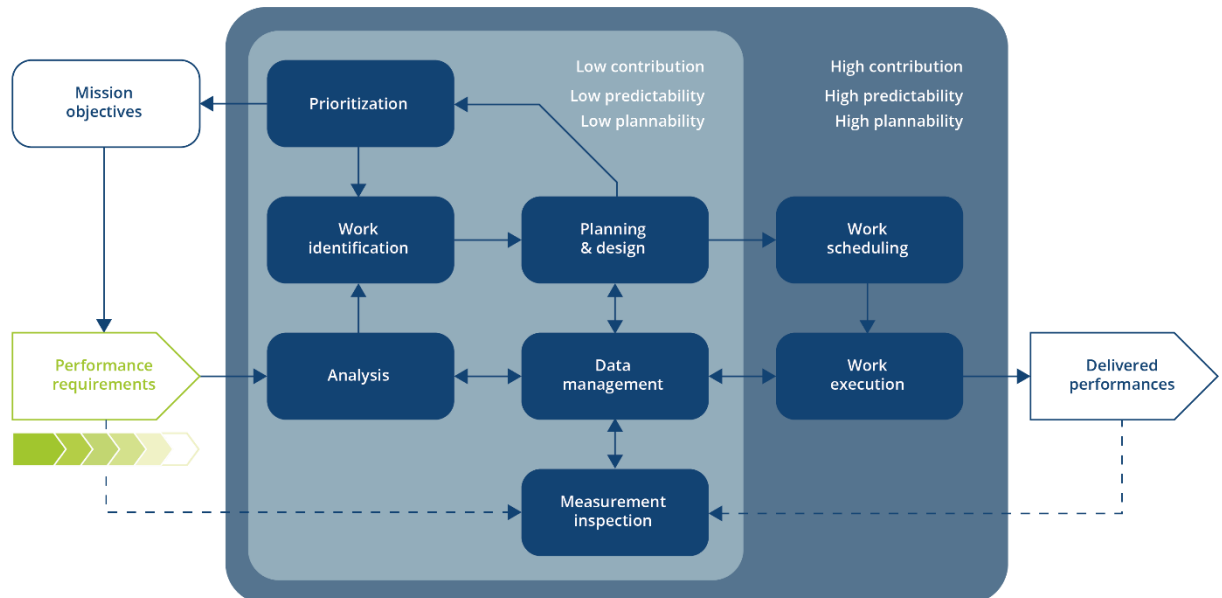 Mission
objectives
Prioritization
Low contribution
Low predictability
Low plannability
High contribution
High predictability
High plannability
Work
identification
Planning
& design
Work
scheduling
Performance
requirements
Analysis
Data
management
Work
execution
Delivered
performances
Measurement
inspection